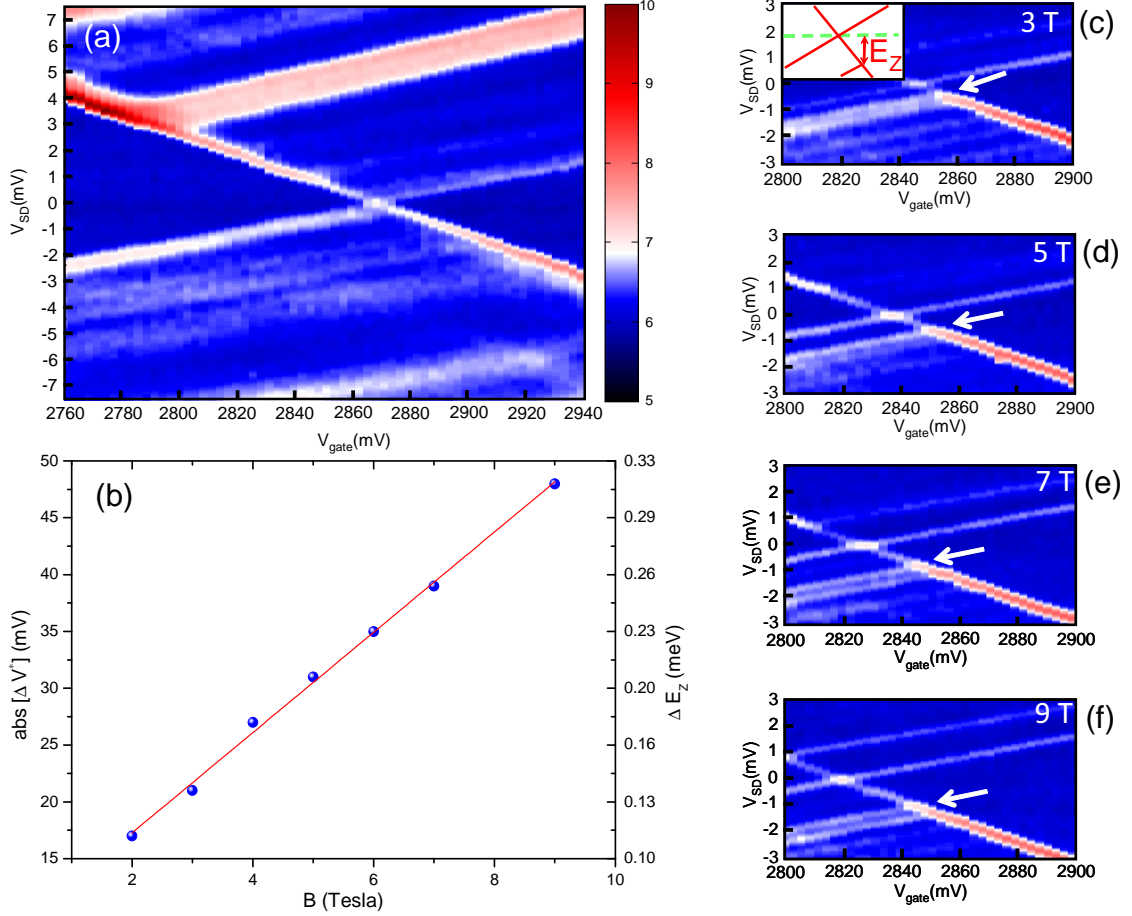 (a)
7
6
5
4
3
2
1
0
-1
-2
-3
-4
-5
-6
-7
V_SD(mV)
2760 2780 2800 2820 2840 2860 2880 2900 2920 2940
V_gate(mV)
10
9
8
7
6
5
(b)
50
45
40
35
30
25
20
15
abs [Δ V*] (mV)
0.33
0.29
0.26
0.23
0.20
0.16
0.13
0.10
Δ E_Z (meV)
2 4 6 8 10
B (Tesla)
E_Z
3 T
(c)
3
2
1
0
-1
-2
-3
V_SD(mV)
2800 2820 2840 2860 2880 2900
V_gate(mV)
5 T
(d)
3
2
1
0
-1
-2
-3
V_SD(mV)
2800 2820 2840 2860 2880 2900
V_gate(mV)
7 T
(e)
3
2
1
0
-1
-2
-3
V_SD(mV)
2800 2820 2840 2860 2880 2900
V_gate(mV)
9 T
(f)
3
2
1
0
-1
-2
-3
V_SD(mV)
2800 2820 2840 2860 2880 2900
V_gate(mV)